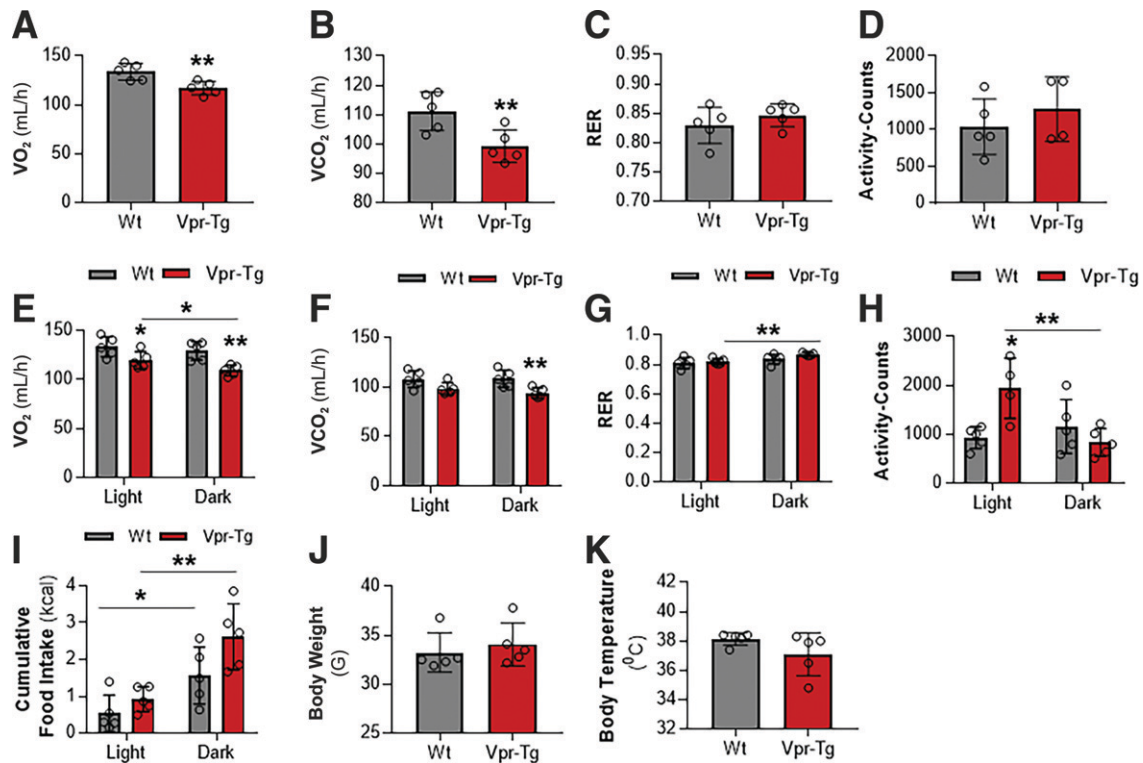 A
VO2 (mL/h)
150
100
50
0
**
Wt
Vpr-Tg
B
VCO2 (mL/h)
120
110
100
90
80
**
Wt
Vpr-Tg
C
RER
0.95
0.90
0.85
0.80
0.75
0.70
Wt
Vpr-Tg
D
Activity-Counts
2000
1500
1000
500
0
Wt
Vpr-Tg
E
Wt Vpr-Tg
VO2 (mL/h)
150
100
50
0
*
*
**
Light
Dark
F
Wt Vpr-Tg
VCO2 (mL/h)
150
100
50
0
**
Light
Dark
G
Wt Vpr-Tg
RER
1.0
0.8
0.6
0.4
0.2
0.0
**
Light
Dark
H
Wt Vpr-Tg
Activity-Counts
3000
2000
1000
0
*
**
Light
Dark
I
Wt Vpr-Tg
Cumulative
Food Intake (kcal)
4
3
2
1
0
*
**
Light
Dark
J
Body Weight
(G)
40
35
30
25
Wt
Vpr-Tg
K
Body Temperature
(⁰C)
42
40
38
36
34
32
Wt
Vpr-Tg